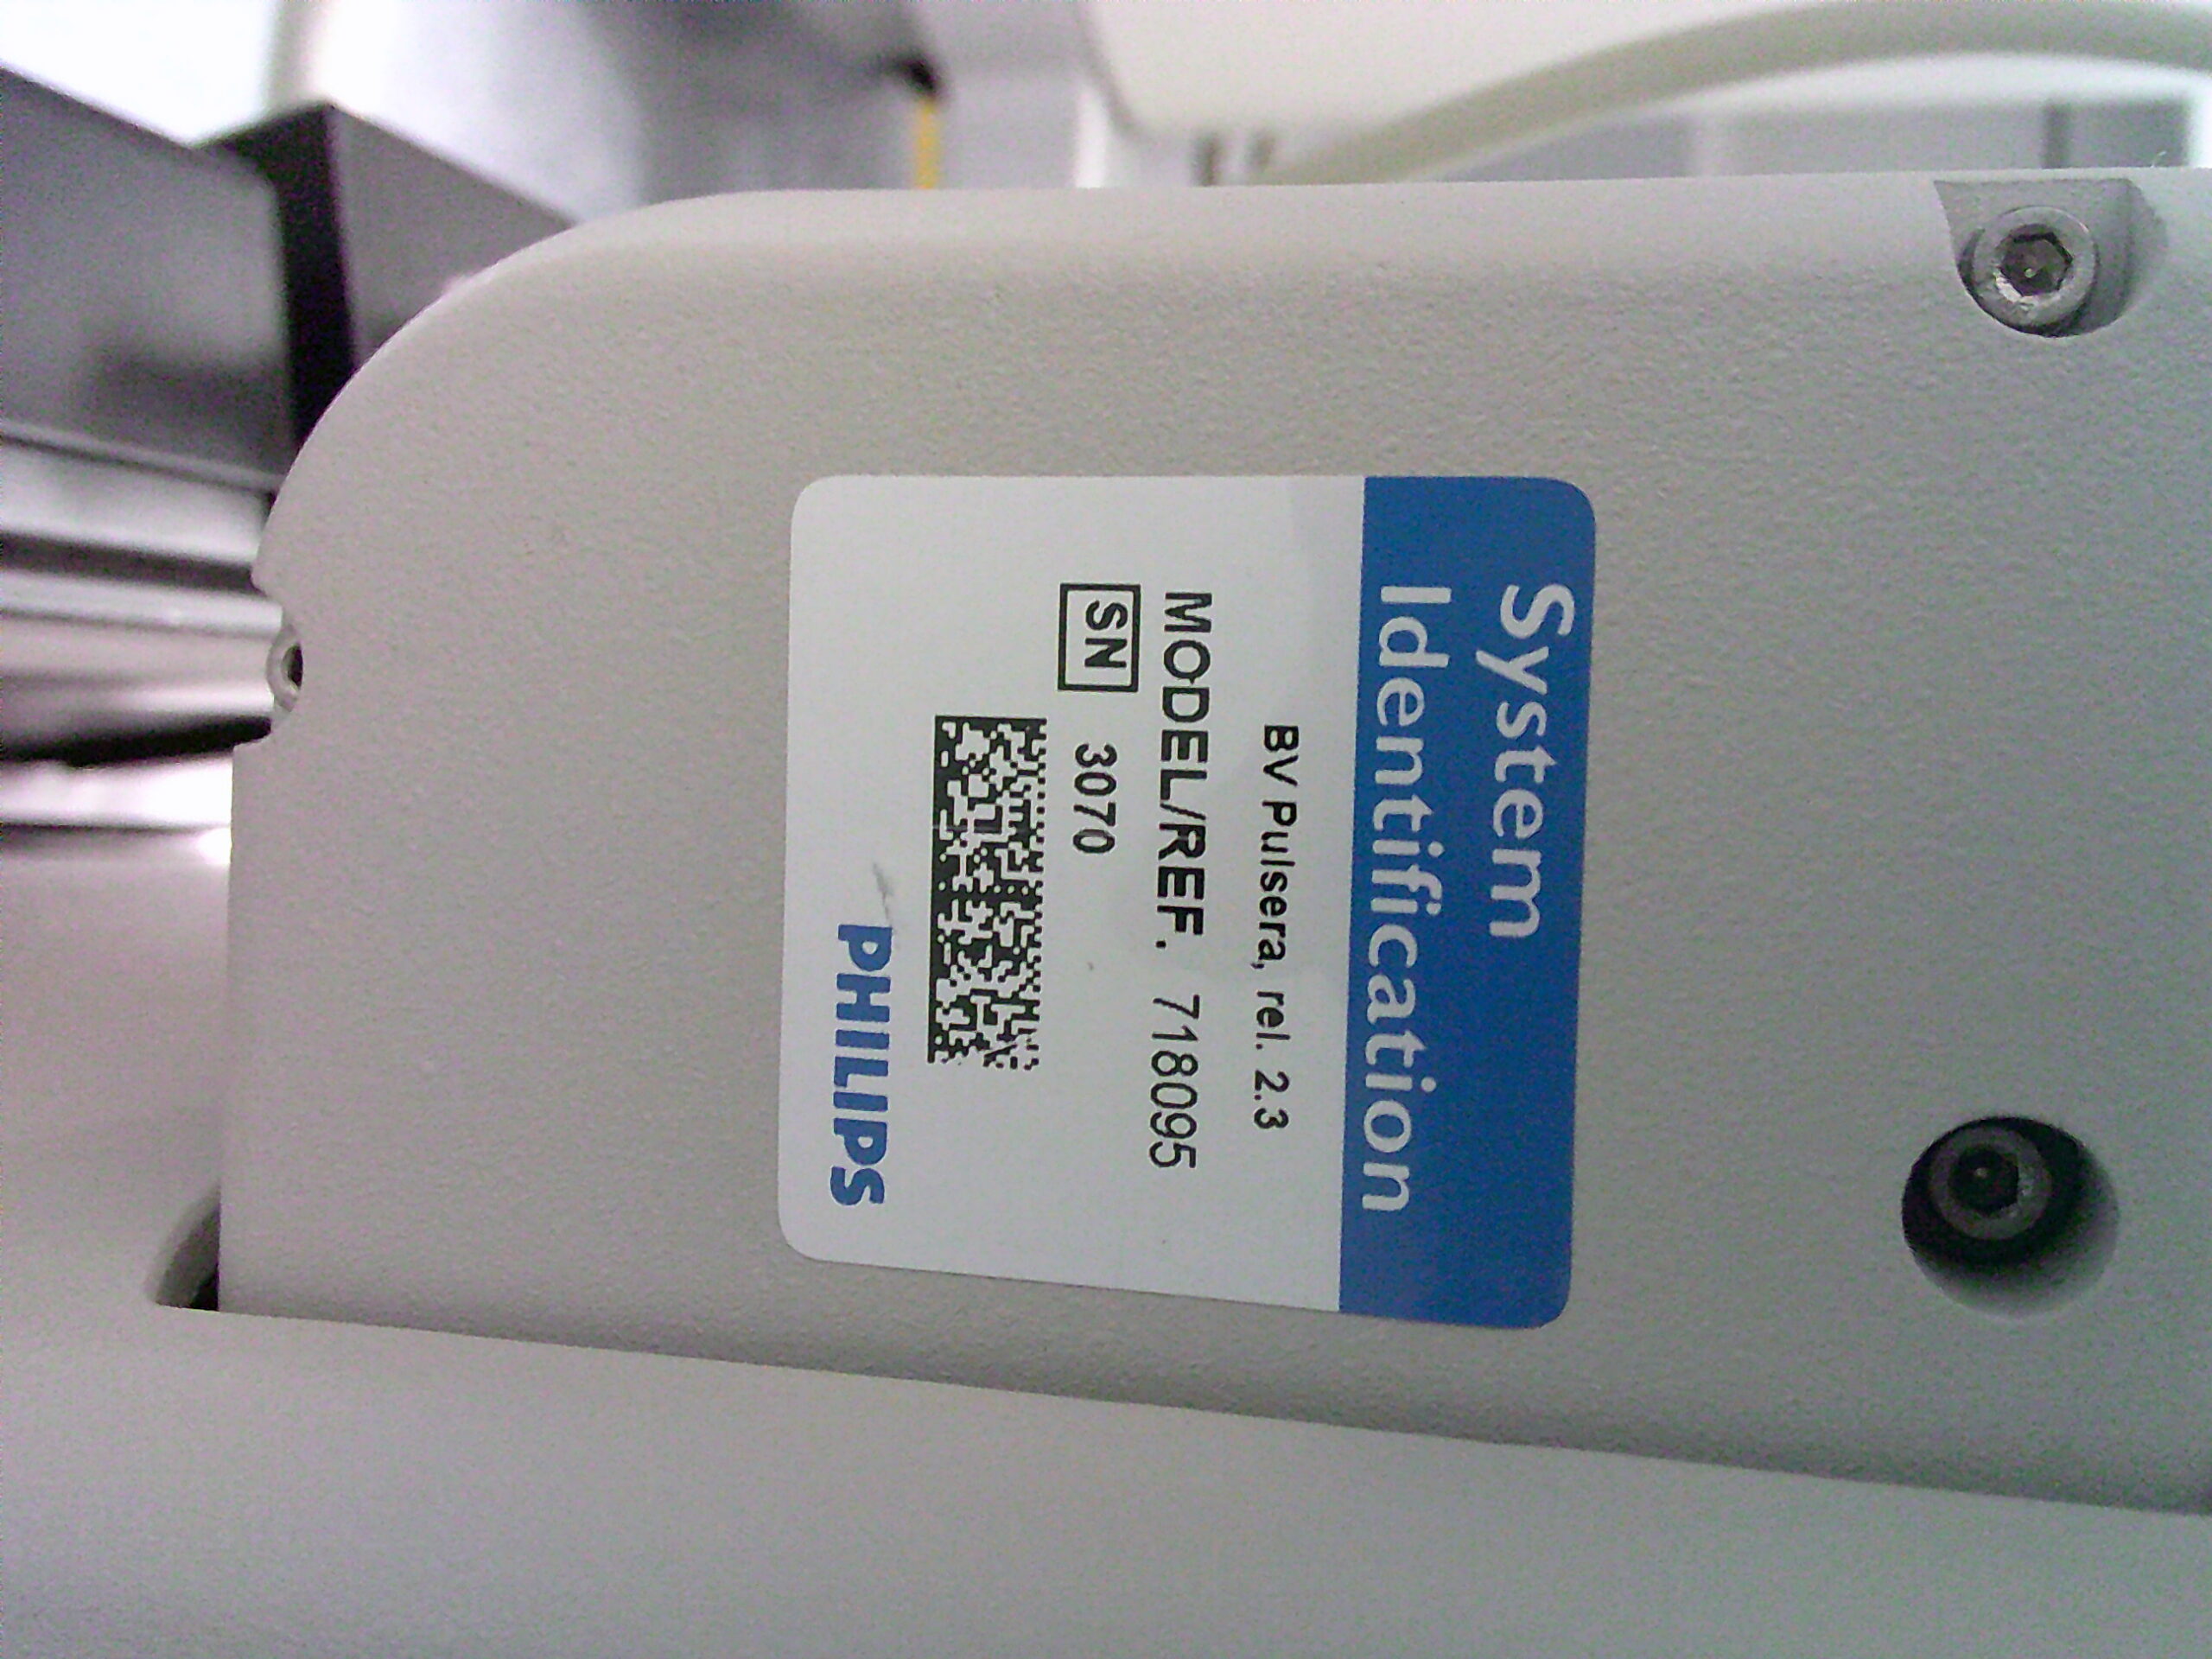 System
Identification
BV Pulsera, rel. 2.3
MODEL/REF. 718095
SN 3070
PHILIPS